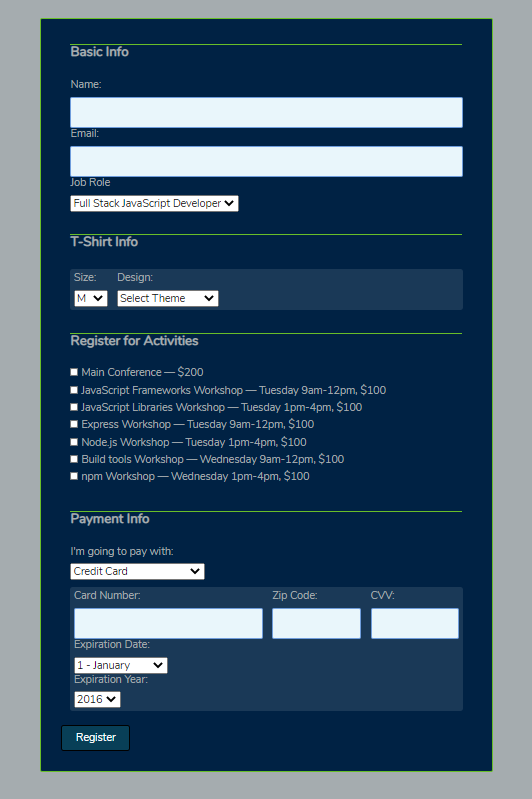 Basic Info
Name:
Email:
Job Role
Full Stack JavaScript Developer
T-Shirt Info
Size: Design:
M Select Theme
Register for Activities
Main Conference — $200
JavaScript Frameworks Workshop — Tuesday 9am-12pm, $100
JavaScript Libraries Workshop — Tuesday 1pm-4pm, $100
Express Workshop — Tuesday 9am-12pm, $100
Node.js Workshop — Tuesday 1pm-4pm, $100
Build tools Workshop — Wednesday 9am-12pm, $100
npm Workshop — Wednesday 1pm-4pm, $100
Payment Info
I'm going to pay with:
Credit Card
Card Number: Zip Code: CVV:
Expiration Date:
1 - January
Expiration Year:
2016
Register